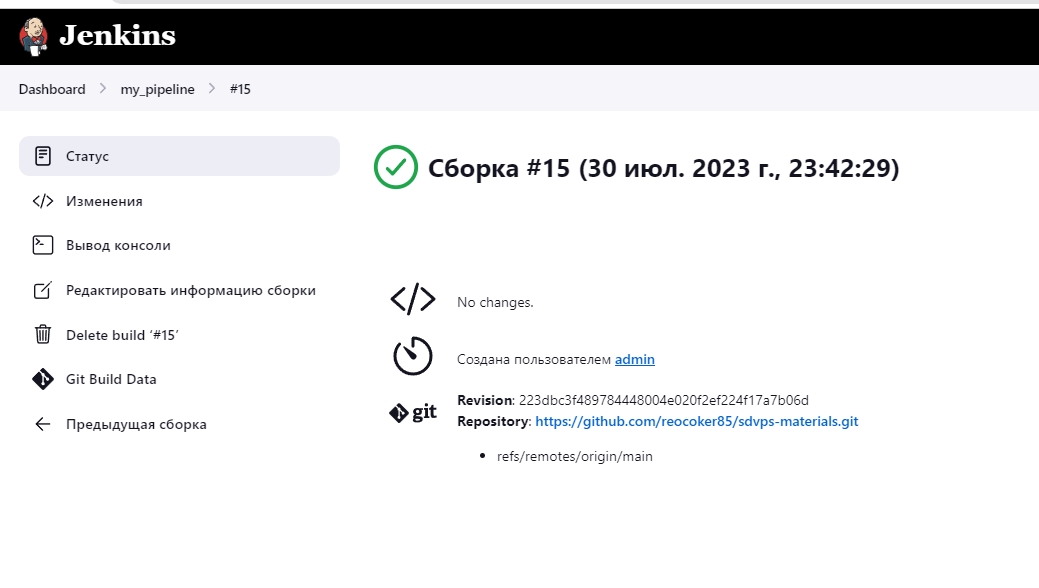 Jenkins
Dashboard > my_pipeline > #15
Статус
Изменения
Вывод консоли
Редактировать информацию сборки
Delete build ‘#15’
Git Build Data
Предыдущая сборка
Сборка #15 (30 июл. 2023 г., 23:42:29)
No changes.
Создана пользователем admin
git
Revision: 223dbc3f489784448004e020f2ef224f17a7b06d
Repository: https://github.com/reocoker85/sdvps-materials.git
• refs/remotes/origin/main